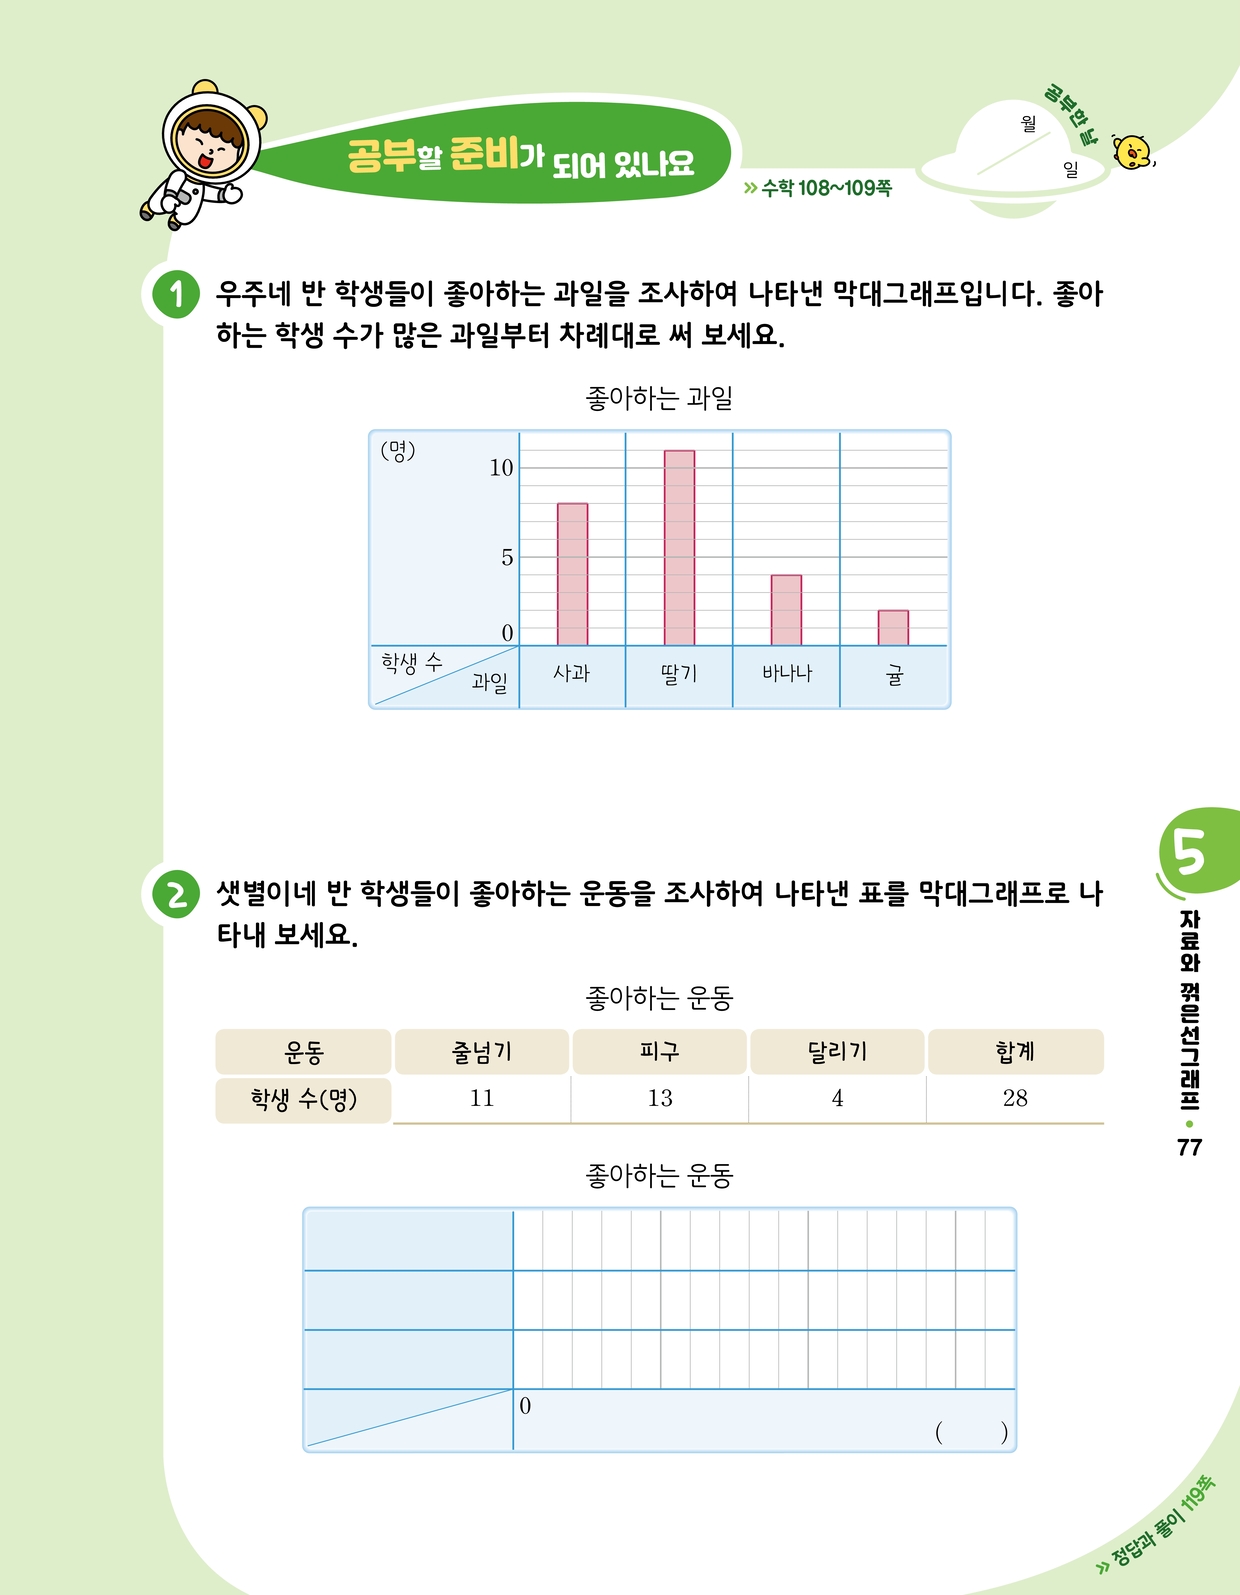 공부할 준비가 되어 있나요
» 수학 108~109쪽
공부한 날
월
일
1 우주네 반 학생들이 좋아하는 과일을 조사하여 나타낸 막대그래프입니다. 좋아
하는 학생 수가 많은 과일부터 차례대로 써 보세요.
좋아하는 과일
(명)
10
5
0
학생 수
과일
사과 딸기 바나나 귤
2 샛별이네 반 학생들이 좋아하는 운동을 조사하여 나타낸 표를 막대그래프로 나
타내 보세요.
좋아하는 운동
운동 줄넘기 피구 달리기 합계
학생 수(명) 11 13 4 28
좋아하는 운동
0
( )
5
자료와 꺾은선그래프 • 77
» 정답과 풀이 119쪽